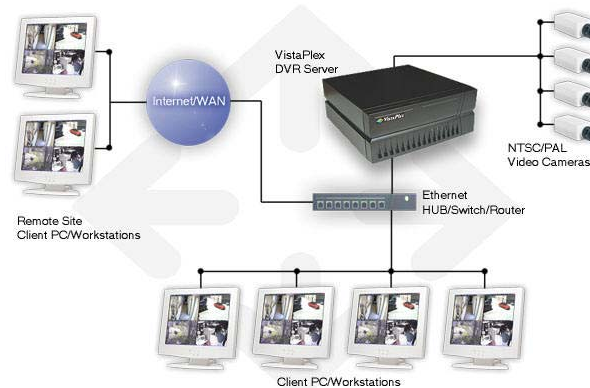 VistaPlex
DVR Server
Internet/WAN
VistaPlex
NTSC/PAL
Video Cameras
Ethernet
HUB/Switch/Router
Remote Site
Client PC/Workstations
Client PC/Workstations